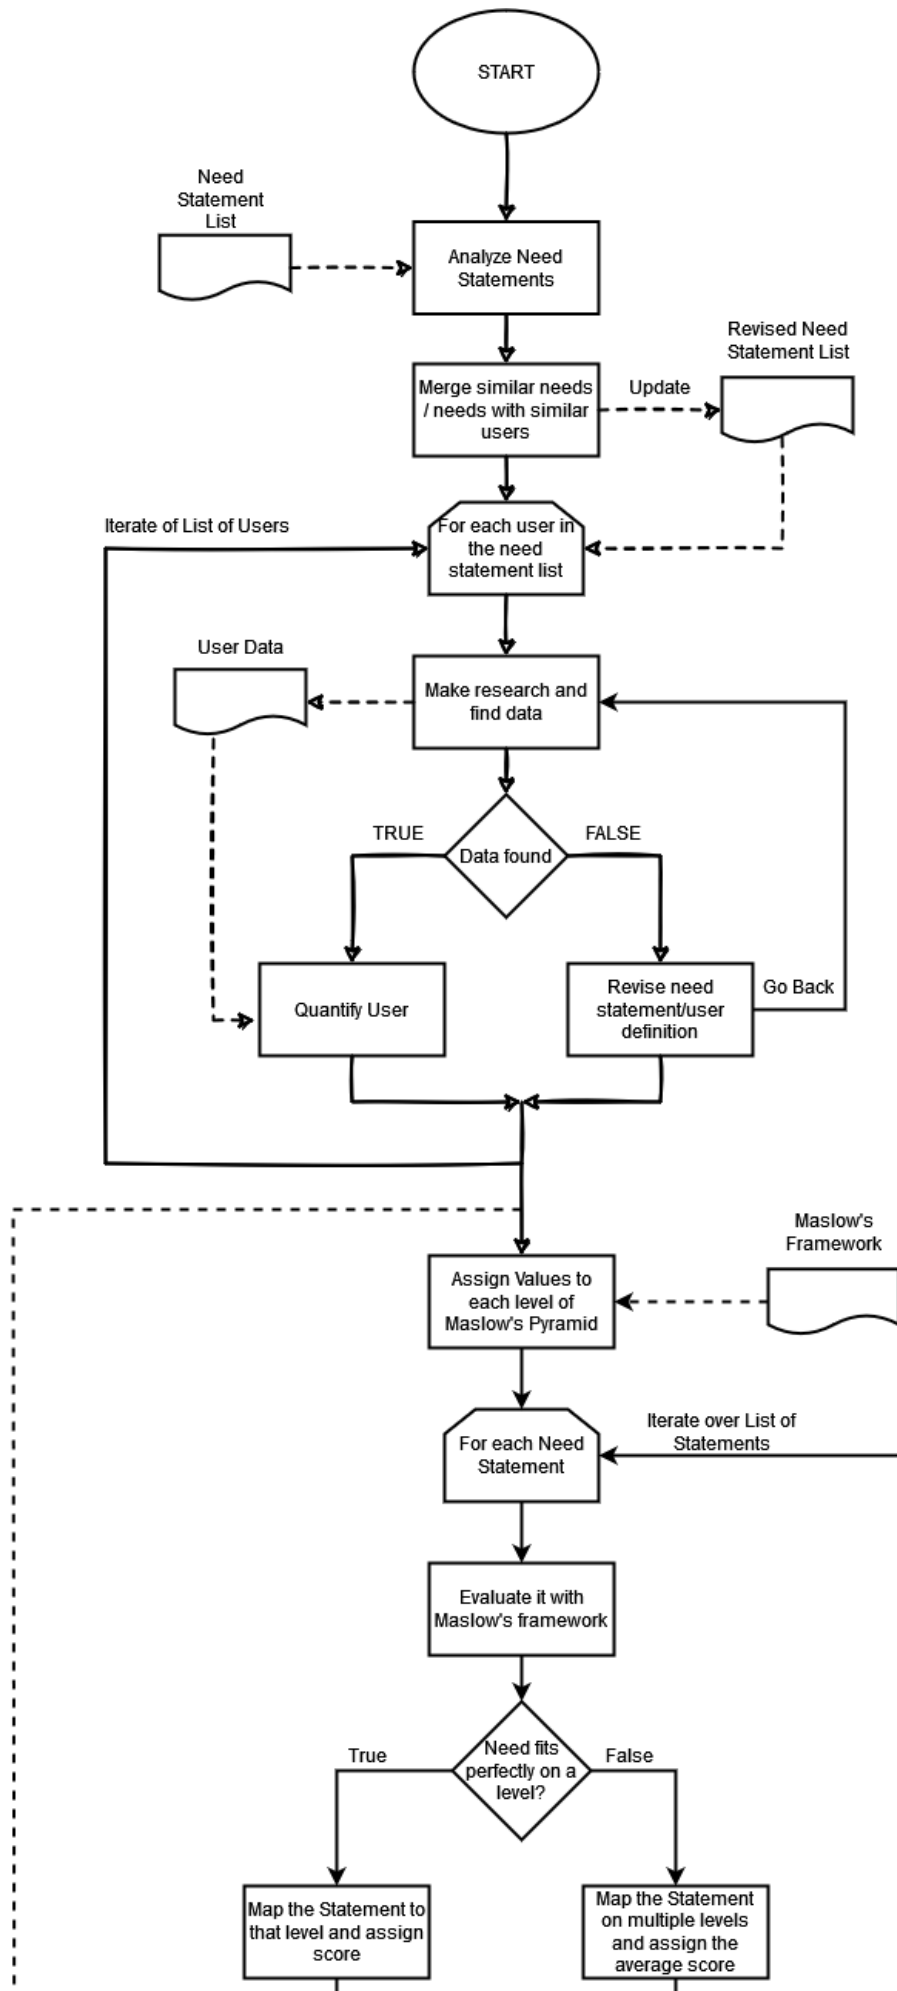 START
Need
Statement
List
Analyze Need
Statements
Revised Need
Statement List
Merge similar needs
/ needs with similar
users
Update
Iterate of List of Users
For each user in
the need
statement list
User Data
Make research and
find data
TRUE
FALSE
Data found
Quantify User
Revise need
statement/user
definition
Go Back
Maslow's
Framework
Assign Values to
each level of
Maslow's Pyramid
Iterate over List of
Statements
For each Need
Statement
Evaluate it with
Maslow's framework
True
False
Need fits
perfectly on a
level?
Map the Statement to
that level and assign
score
Map the Statement
on multiple levels
and assign the
average score